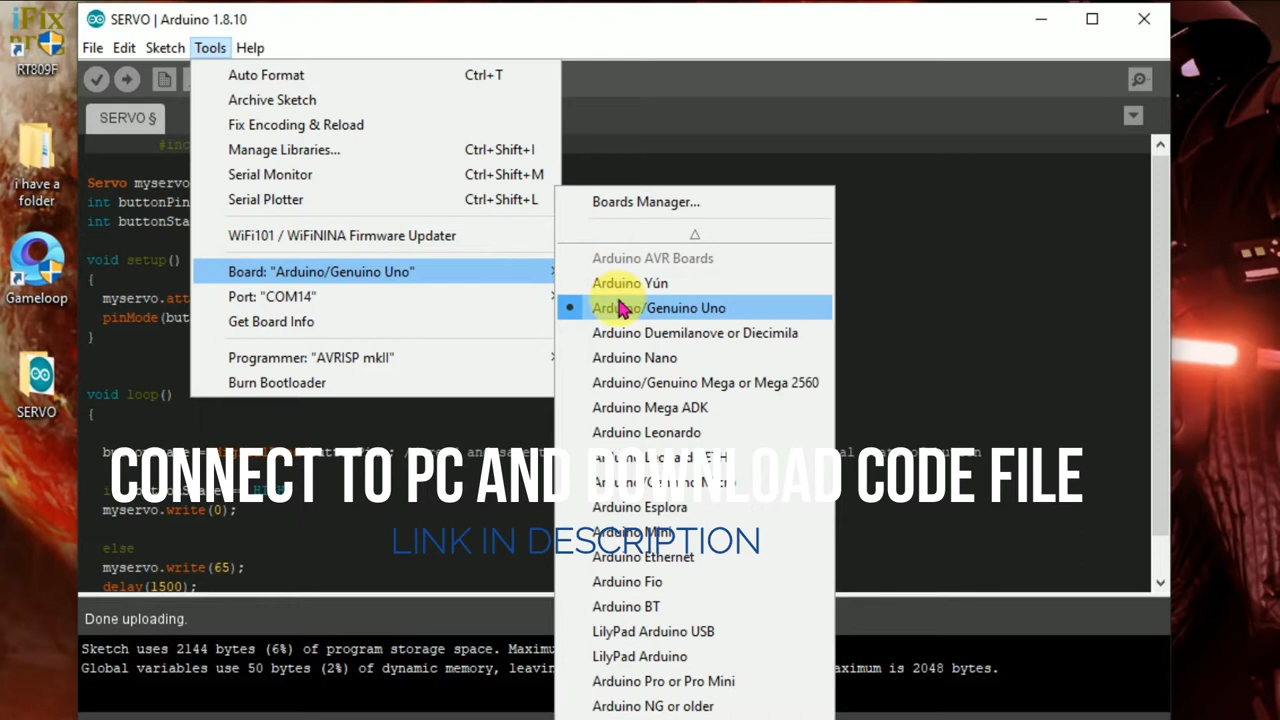 iFix
RT809F
i have a
folder
Gameloop
SERVO
SERVO | Arduino 1.8.10
File Edit Sketch Tools Help
SERVO §
Auto Format Ctrl+T
Archive Sketch
Fix Encoding & Reload
Manage Libraries... Ctrl+Shift+I
Serial Monitor Ctrl+Shift+M
Serial Plotter Ctrl+Shift+L
WiFi101 / WiFiNINA Firmware Updater
Board: "Arduino/Genuino Uno"
Port: "COM14"
Get Board Info
Programmer: "AVRISP mkII"
Burn Bootloader
Boards Manager...
Arduino AVR Boards
Arduino Yún
Arduino/Genuino Uno
Arduino Duemilanove or Diecimila
Arduino Nano
Arduino/Genuino Mega or Mega 2560
Arduino Mega ADK
Arduino Leonardo
Arduino Esplora
Arduino Mini
Arduino Ethernet
Arduino Fio
Arduino BT
LilyPad Arduino USB
LilyPad Arduino
Arduino Pro or Pro Mini
Arduino NG or older
#inc
Servo myservo
int buttonPin
int buttonSta
void setup()
{
myservo.att
pinMode(but
}
void loop()
{
myservo.write(0);
else
myservo.write(65);
delay(1500);
CONNECT TO PC AND DOWNLOAD CODE FILE
LINK IN DESCRIPTION
Done uploading.
Sketch uses 2144 bytes (6%) of program storage space. Maximu
Global variables use 50 bytes (2%) of dynamic memory, leavin aximum is 2048 bytes.